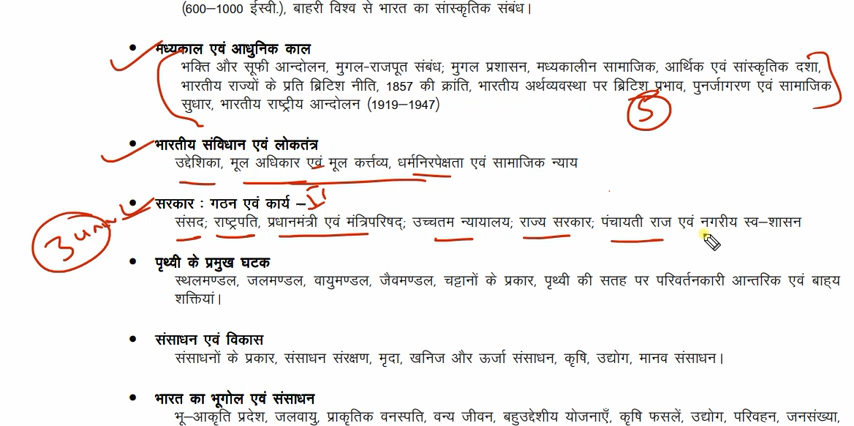 (600–1000 ईस्वी.), बाहरी विश्व से भारत का सांस्कृतिक संबंध।
• मध्यकाल एवं आधुनिक काल
भक्ति और सूफी आन्दोलन, मुगल-राजपूत संबंध; मुगल प्रशासन, मध्यकालीन सामाजिक, आर्थिक एवं सांस्कृतिक दशा,
भारतीय राज्यों के प्रति ब्रिटिश नीति, 1857 की क्रांति, भारतीय अर्थव्यवस्था पर ब्रिटिश प्रभाव, पुनर्जागरण एवं सामाजिक
सुधार, भारतीय राष्ट्रीय आन्दोलन (1919–1947)
5
• भारतीय संविधान एवं लोकतंत्र
उद्देशिका, मूल अधिकार एवं मूल कर्त्तव्य, धर्मनिरपेक्षता एवं सामाजिक न्याय
• सरकार : गठन एवं कार्य – II
संसद; राष्ट्रपति, प्रधानमंत्री एवं मंत्रिपरिषद्; उच्चतम न्यायालय; राज्य सरकार; पंचायती राज एवं नगरीय स्व–शासन
3
• पृथ्वी के प्रमुख घटक
स्थलमण्डल, जलमण्डल, वायुमण्डल, जैवमण्डल, चट्टानों के प्रकार, पृथ्वी की सतह पर परिवर्तनकारी आन्तरिक एवं बाह्य
शक्तियां।
• संसाधन एवं विकास
संसाधनों के प्रकार, संसाधन संरक्षण, मृदा, खनिज और ऊर्जा संसाधन, कृषि, उद्योग, मानव संसाधन।
• भारत का भूगोल एवं संसाधन
भू–आकृति प्रदेश, जलवायु, प्राकृतिक वनस्पति, वन्य जीवन, बहुउद्देशीय योजनाएँ, कृषि फसलें, उद्योग, परिवहन, जनसंख्या,